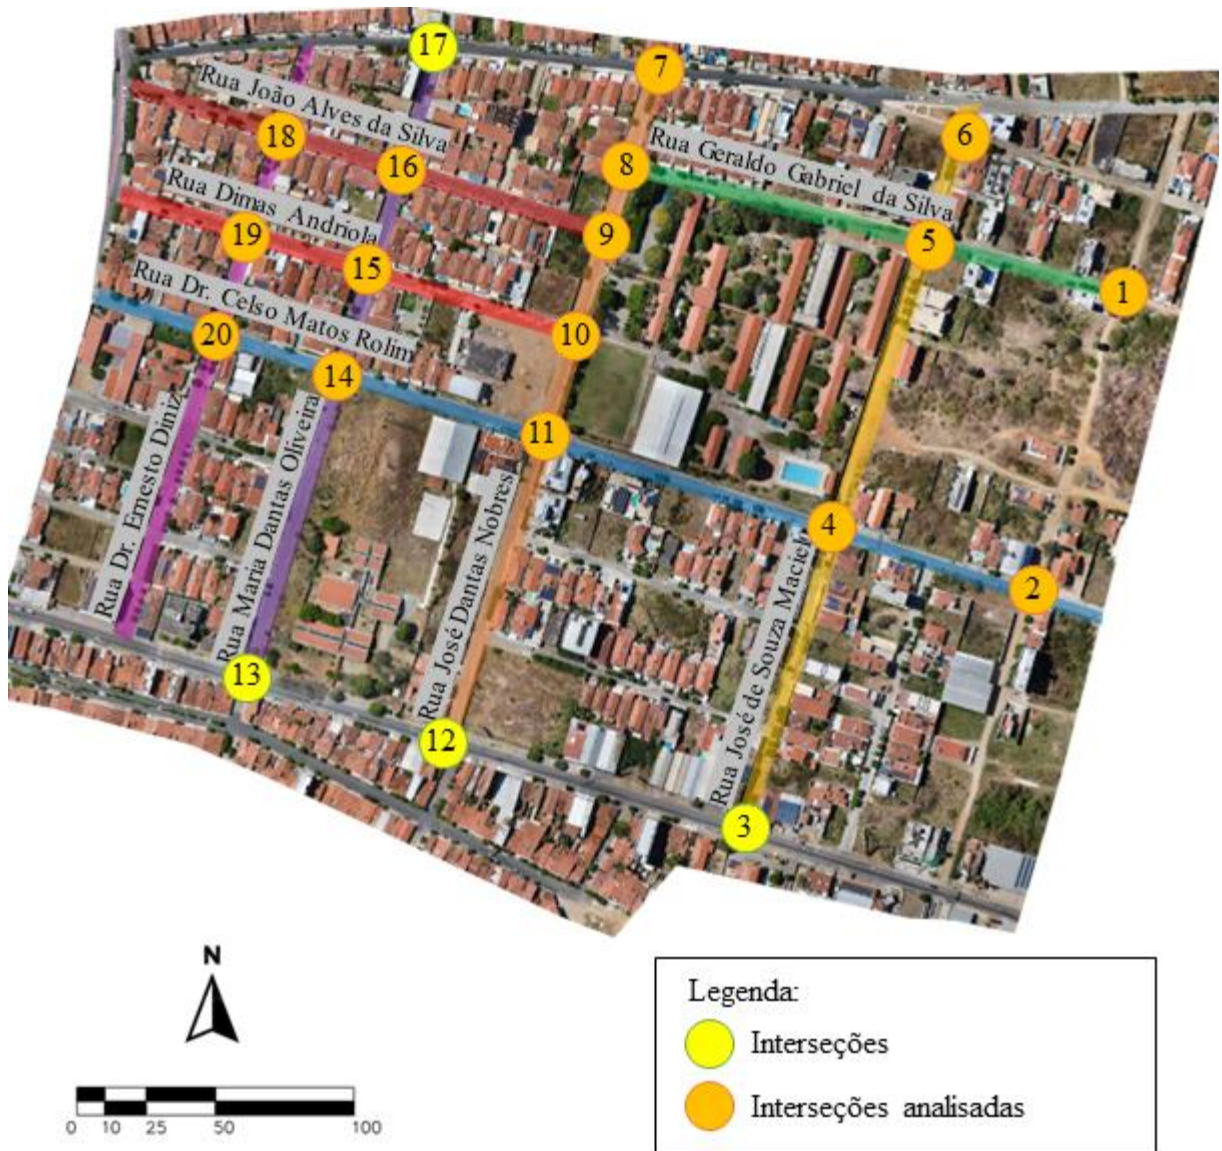 17
7
Rua João Alves da Silva
6
18
16
8
Rua Geraldo Gabriel da Silva
Rua Dimas Andriola
19
9
5
15
1
Rua Dr. Celso Matos Rolim
20
10
14
11
Rua Dr. Ernesto Diniz
Rua Maria Dantas Oliveira
Rua José Dantas Nobres
4
Rua José de Souza Maciel
2
13
12
3
N
0 10 25 50 100
Legenda:
Interseções
Interseções analisadas